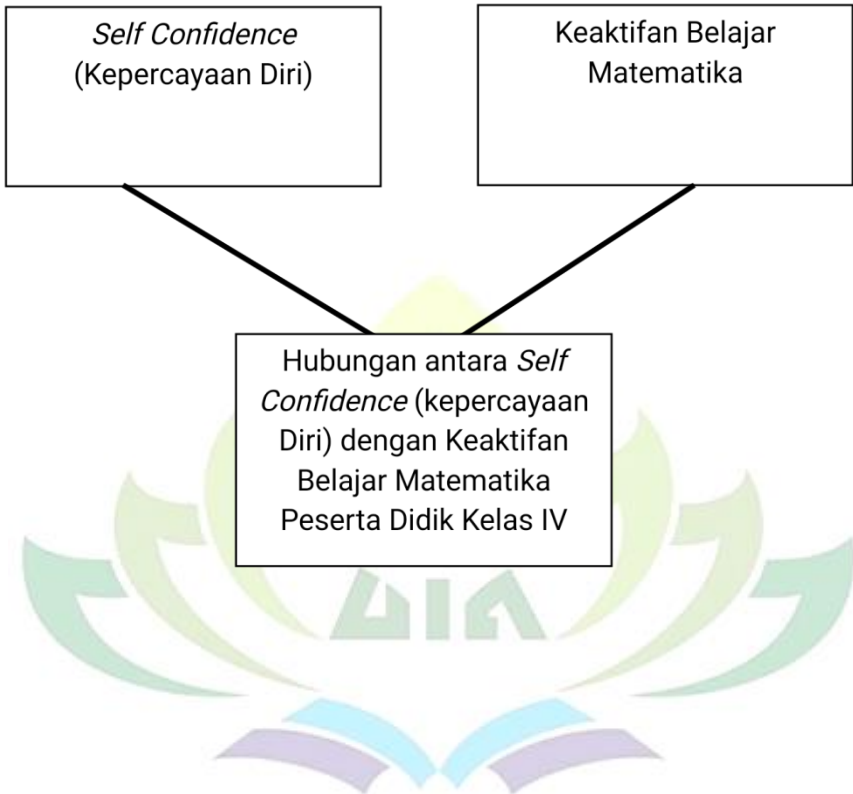 Self Confidence
(Kepercayaan Diri)
Keaktifan Belajar
Matematika
Hubungan antara Self
Confidence (kepercayaan
Diri) dengan Keaktifan
Belajar Matematika
Peserta Didik Kelas IV
UIN